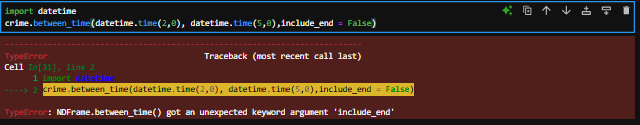 import datetime
crime.between_time(datetime.time(2,0), datetime.time(5,0),include_end = False)
---------------------------------------------------------------------------
TypeError                                 Traceback (most recent call last)
Cell In[31], line 2
      1 import datetime
----> 2 crime.between_time(datetime.time(2,0), datetime.time(5,0),include_end = False)
TypeError: NDFrame.between_time() got an unexpected keyword argument 'include_end'